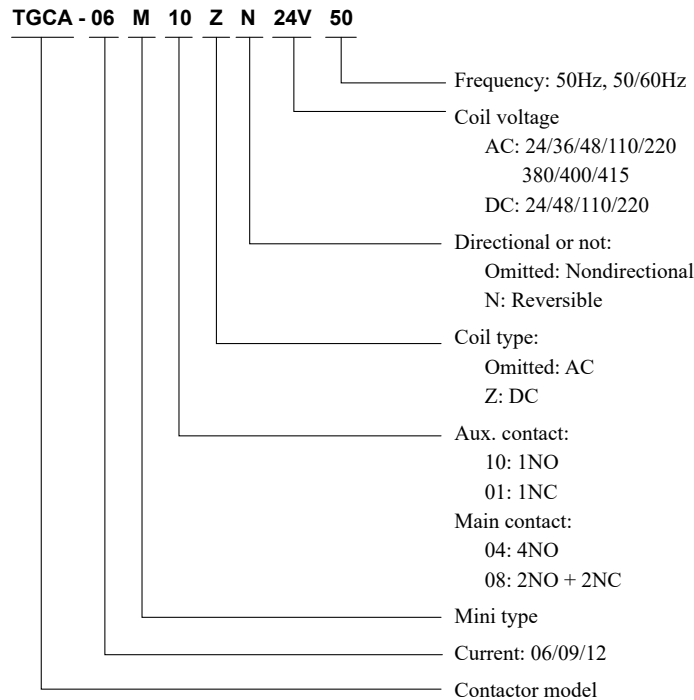 TGCA - 06 M 10 Z N 24V 50
Frequency: 50Hz, 50/60Hz
Coil voltage
AC: 24/36/48/110/220
380/400/415
DC: 24/48/110/220
Directional or not:
Omitted: Nondirectional
N: Reversible
Coil type:
Omitted: AC
Z: DC
Aux. contact:
10: 1NO
01: 1NC
Main contact:
04: 4NO
08: 2NO + 2NC
Mini type
Current: 06/09/12
Contactor model